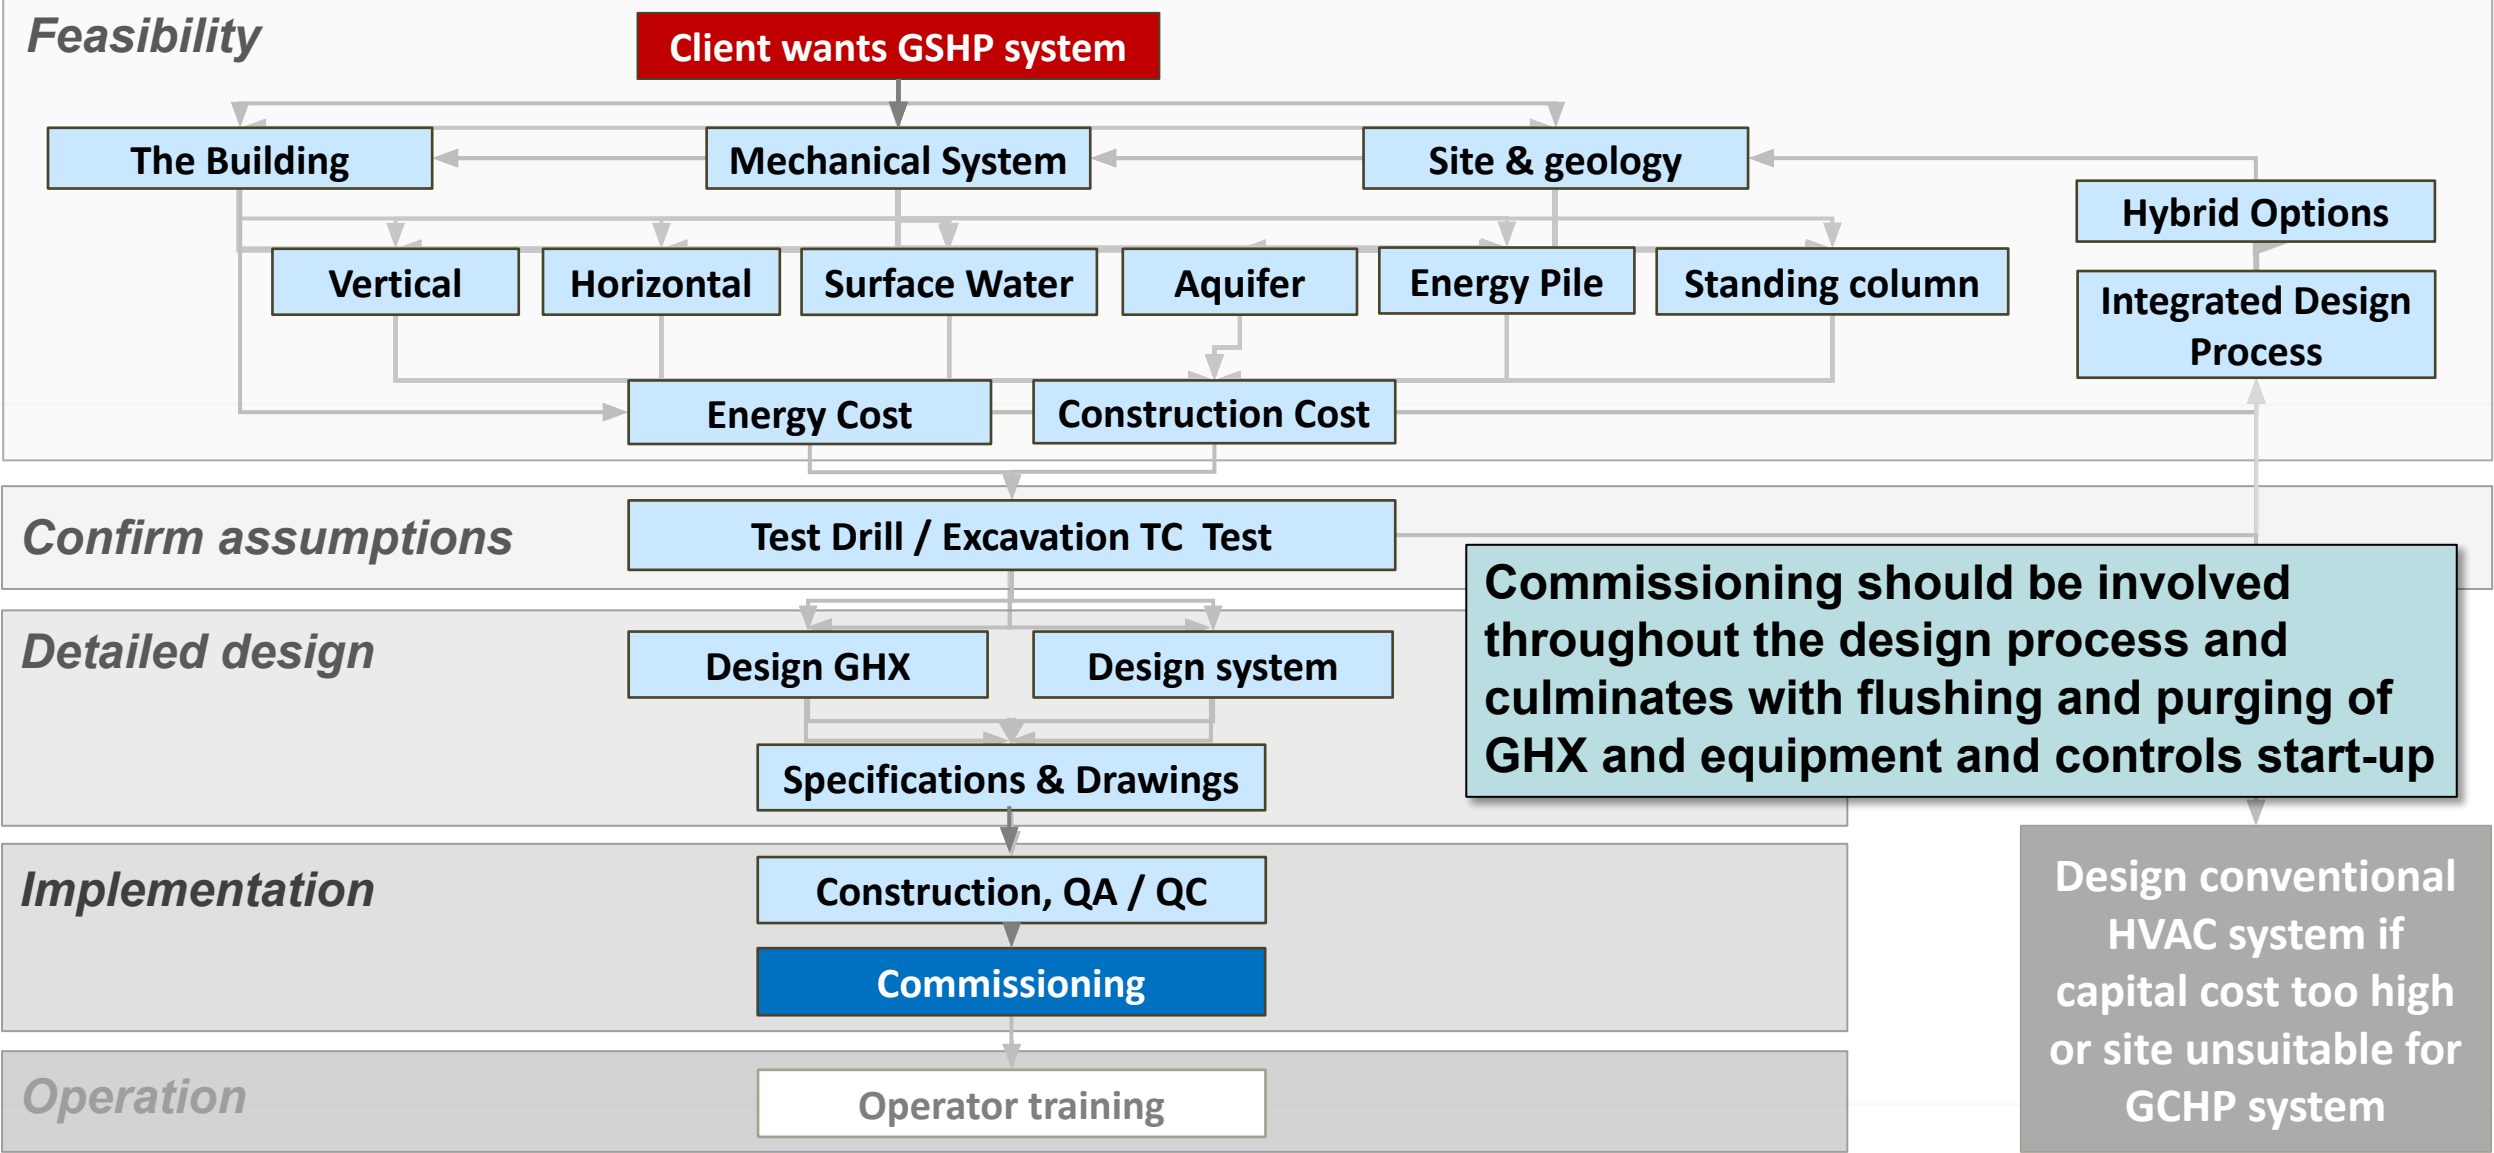 Feasibility
Client wants GSHP system
The Building
Mechanical System
Site & geology
Hybrid Options
Vertical
Horizontal
Surface Water
Aquifer
Energy Pile
Standing column
Integrated Design
Process
Energy Cost
Construction Cost
Confirm assumptions
Test Drill / Excavation TC Test
Commissioning should be involved
throughout the design process and
culminates with flushing and purging of
GHX and equipment and controls start-up
Detailed design
Design GHX
Design system
Specifications & Drawings
Implementation
Construction, QA / QC
Commissioning
Design conventional
HVAC system if
capital cost too high
or site unsuitable for
GCHP system
Operation
Operator training